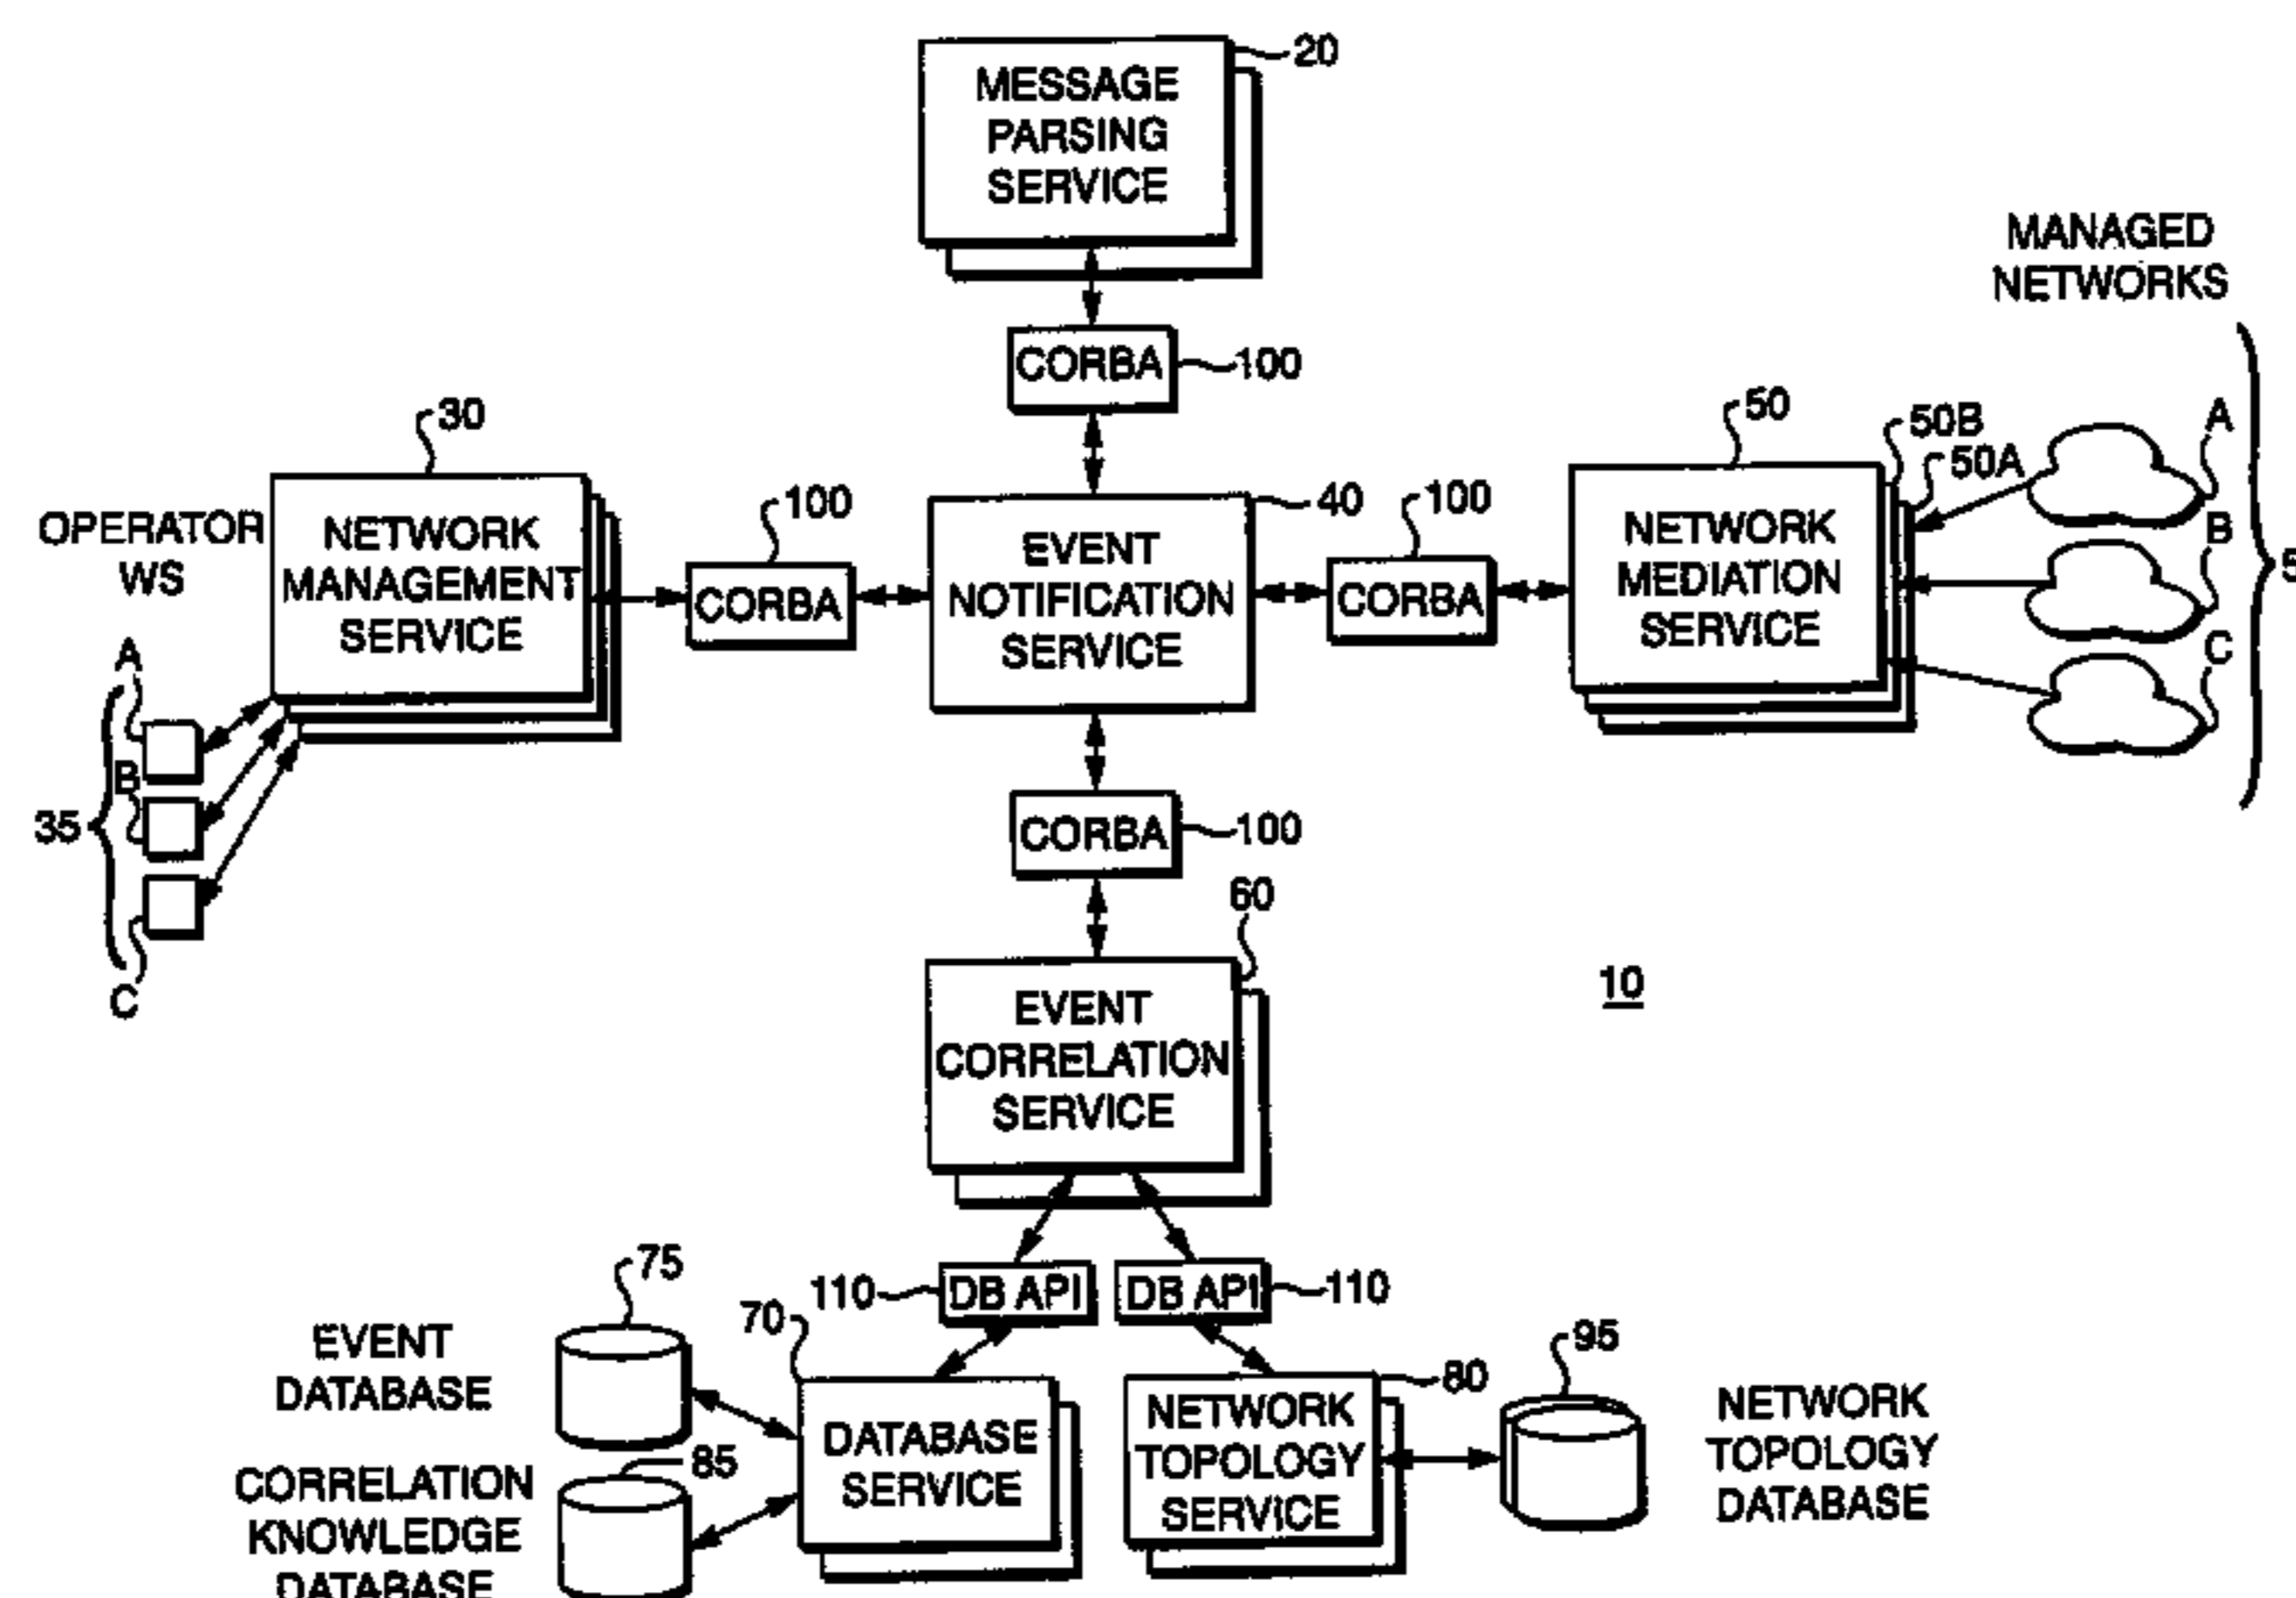 20
MESSAGE
PARSING
SERVICE
MANAGED
NETWORKS
CORBA
100
30
50
50B
50A
A
B
C
OPERATOR
WS
NETWORK
MANAGEMENT
SERVICE
100
CORBA
40
EVENT
NOTIFICATION
SERVICE
100
CORBA
NETWORK
MEDIATION
SERVICE
A
B
C
35
CORBA
100
60
EVENT
CORRELATION
SERVICE
10
110
DB API
DB API
110
75
EVENT
DATABASE
70
DATABASE
SERVICE
80
NETWORK
TOPOLOGY
SERVICE
95
NETWORK
TOPOLOGY
DATABASE
85
CORRELATION
KNOWLEDGE
DATABASE